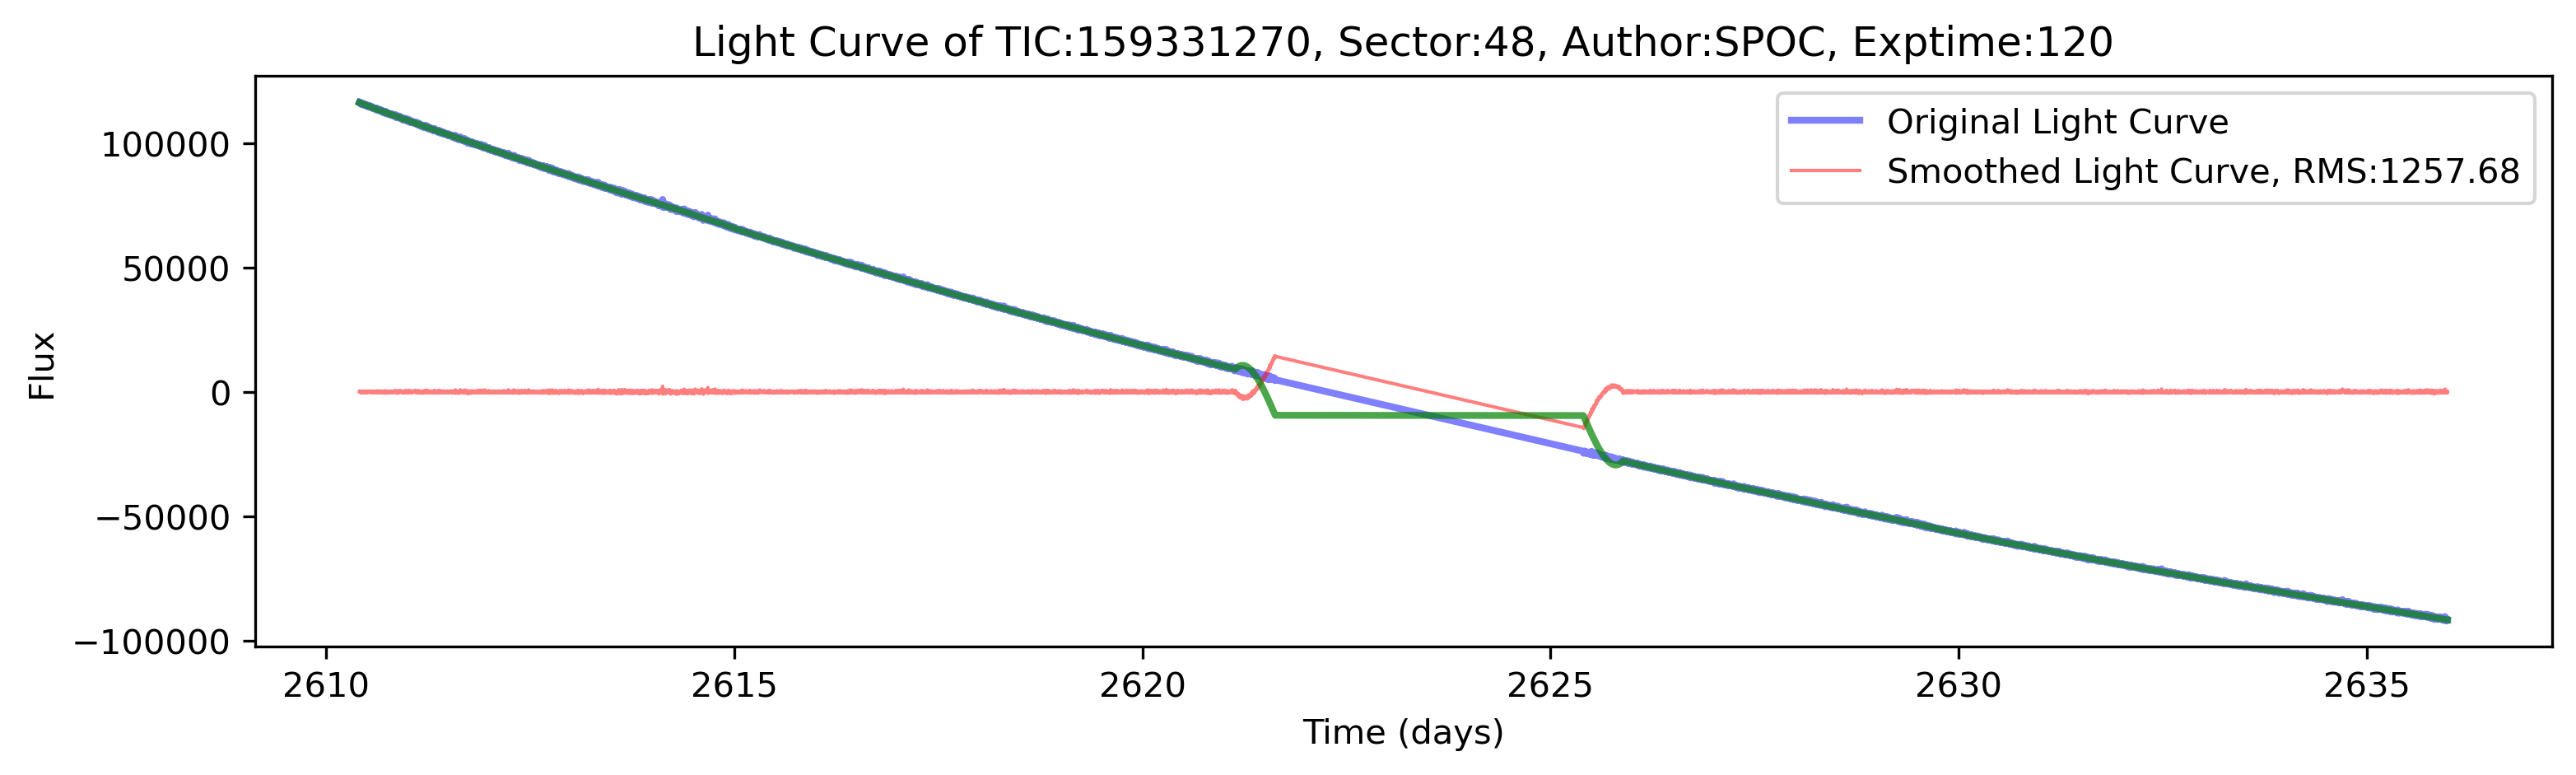 Light Curve of TIC:159331270, Sector:48, Author:SPOC, Exptime:120
Original Light Curve
Smoothed Light Curve, RMS:1257.68
Flux
100000
50000
0
−50000
−100000
2610 2615 2620 2625 2630 2635
Time (days)